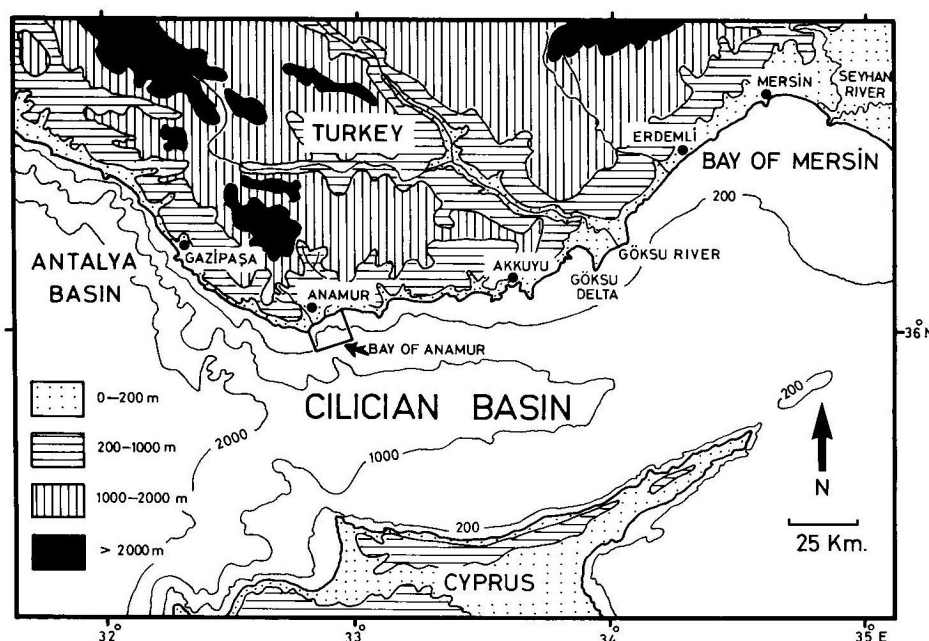 MERSİN
SEYHAN
RIVER
TURKEY
ERDEMLİ
BAY OF MERSİN
200
GAZİPAŞA
ANTALYA
BASIN
AKKUYU
GÖKSU RIVER
GÖKSU
DELTA
ANAMUR
36°N
BAY OF ANAMUR
0–200 m
CILICIAN BASIN
200
2000
200–1000 m
1000
1000–2000 m
N
200
25 Km.
> 2000 m
CYPRUS
32°
33°
34°
35 E